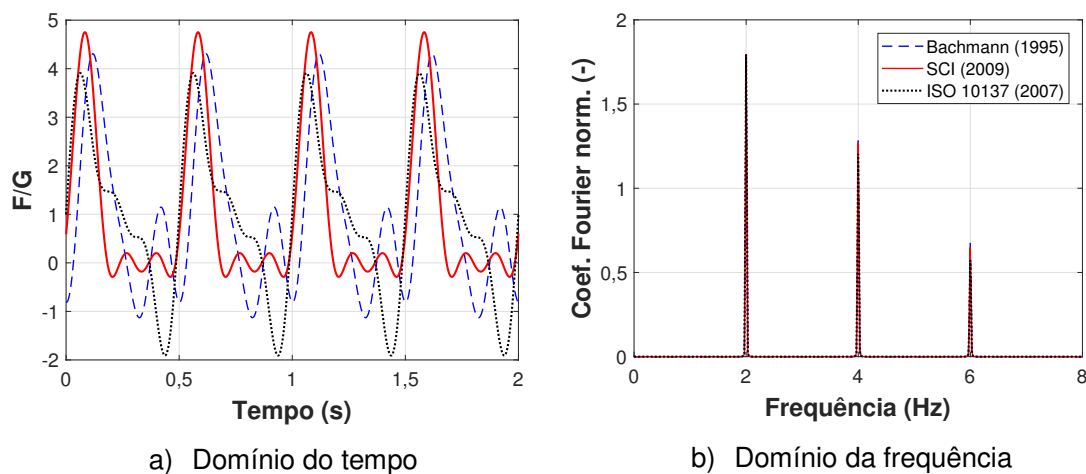 5
4
3
2
1
0
-1
-2
F/G
0
0,5
1
1,5
2
Tempo (s)
a) Domínio do tempo
2
1,5
1
0,5
0
Coef. Fourier norm. (-)
Bachmann (1995)
SCI (2009)
ISO 10137 (2007)
0
2
4
6
8
Frequência (Hz)
b) Domínio da frequência